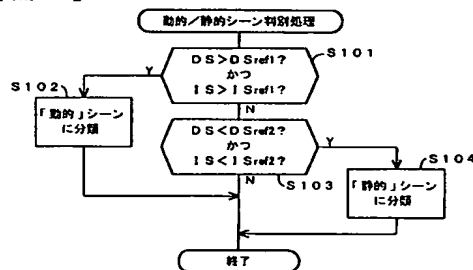 動的／静的シーン判別処理
DS>DSref1?
かつ
IS>ISref1?
S101
Y
N
S102
「動的」シーン
に分類
DS<DSref2?
かつ
IS<ISref2?
Y
N
S103
S104
「静的」シーン
に分類
終了